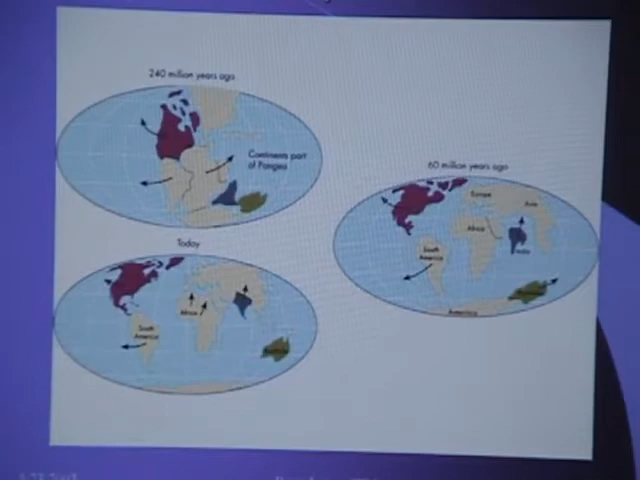 240 million years ago
Continents part
of Pangea
60 million years ago
Europe
Asia
Africa
India
South
America
Antarctica
Today
South
America
Africa